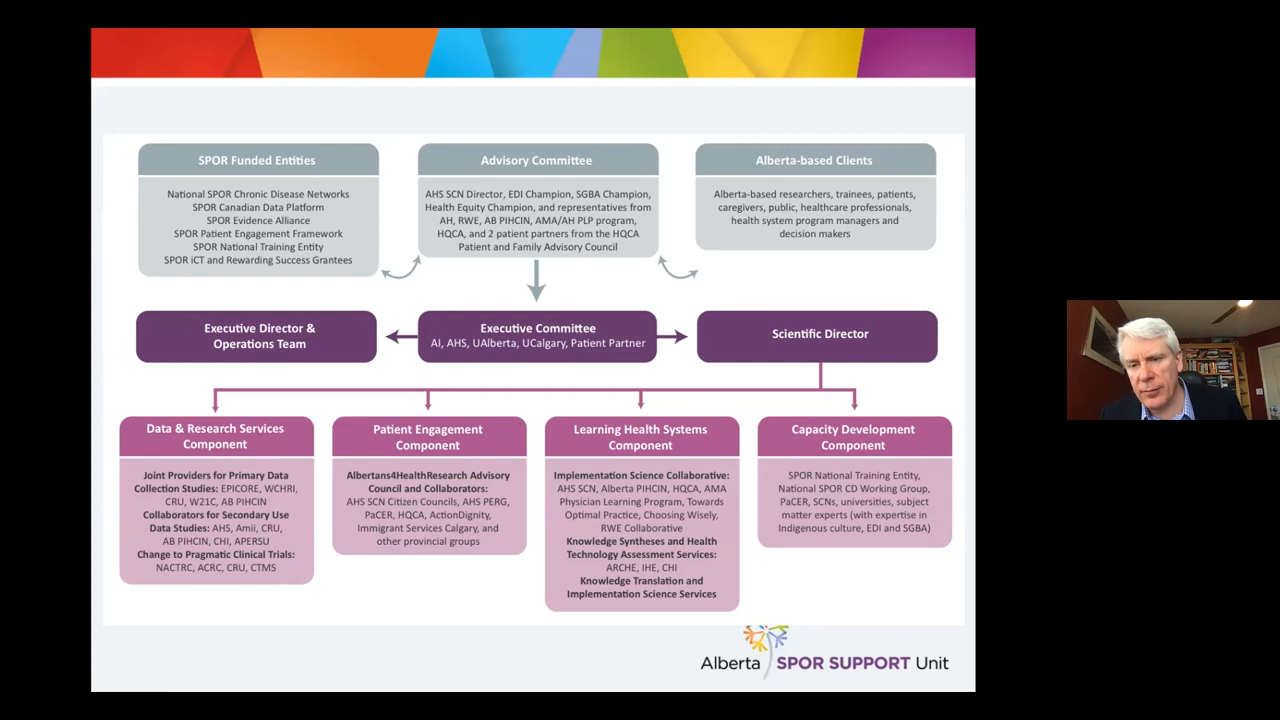 SPOR Funded Entities
National SPOR Chronic Disease Networks
SPOR Canadian Data Platform
SPOR Evidence Alliance
SPOR Patient Engagement Framework
SPOR National Training Entity
SPOR iCT and Rewarding Success Grantees
Advisory Committee
AHS SCN Director, EDI Champion, SGBA Champion,
Health Equity Champion, and representatives from
AH, RWE, AB PIHCIN, AMA/AH PLP program,
HQCA, and 2 patient partners from the HQCA
Patient and Family Advisory Council
Alberta-based Clients
Alberta-based researchers, trainees, patients,
caregivers, public, healthcare professionals,
health system program managers and
decision makers
Executive Director &
Operations Team
Executive Committee
AI, AHS, UAlberta, UCalgary, Patient Partner
Scientific Director
Data & Research Services
Component
Joint Providers for Primary Data
Collection Studies: EPICORE, WCHRI,
CRU, W21C, AB PIHCIN
Collaborators for Secondary Use
Data Studies: AHS, Amii, CRU,
AB PIHCIN, CHI, APERSU
Change to Pragmatic Clinical Trials:
NACTRC, ACRC, CRU, CTMS
Patient Engagement
Component
Albertans4HealthResearch Advisory
Council and Collaborators:
AHS SCN Citizen Councils, AHS PERG,
PaCER, HQCA, ActionDignity,
Immigrant Services Calgary, and
other provincial groups
Learning Health Systems
Component
Implementation Science Collaborative:
AHS SCN, Alberta PIHCIN, HQCA, AMA
Physician Learning Program, Towards
Optimal Practice, Choosing Wisely,
RWE Collaborative
Knowledge Syntheses and Health
Technology Assessment Services:
ARCHE, IHE, CHI
Knowledge Translation and
Implementation Science Services
Capacity Development
Component
SPOR National Training Entity,
National SPOR CD Working Group,
PaCER, SCNs, universities, subject
matter experts (with expertise in
Indigenous culture, EDI and SGBA)
Alberta SPOR SUPPORT Unit